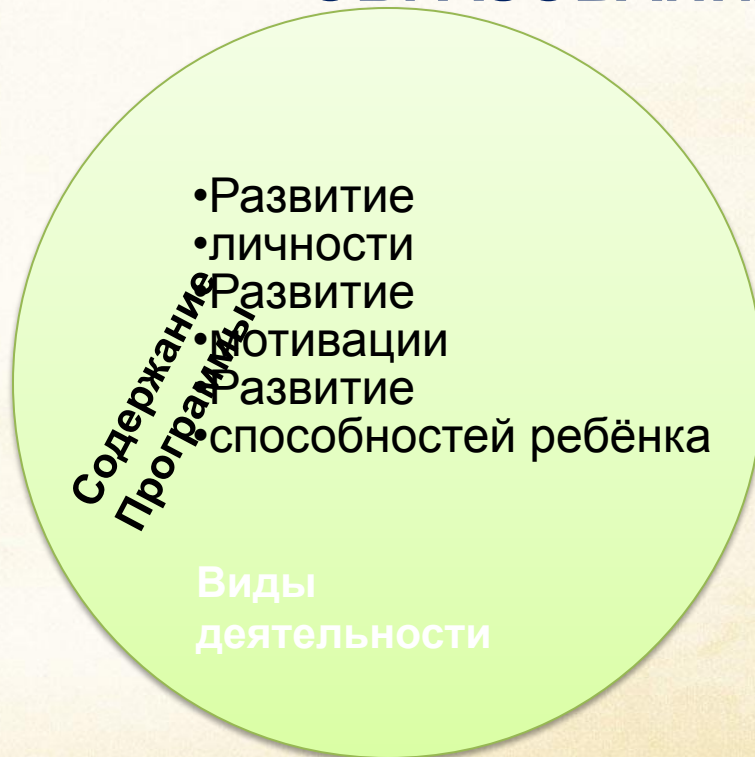 •Развитие
•личности
•Развитие
•мотивации
•Развитие
•способностей ребёнка
Содержание
Программы
Виды
деятельности